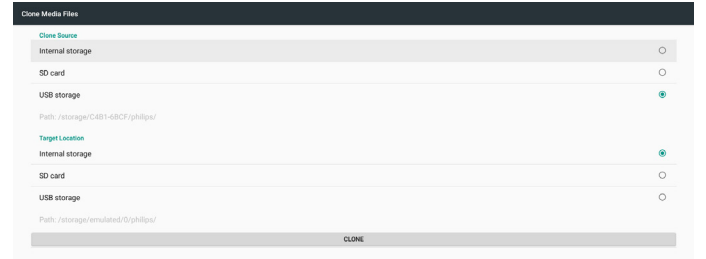 Clone Media Files
Clone Source
Internal storage
SD card
USB storage
Path: /storage/C4B1-6BCF/philips/
Target Location
Internal storage
SD card
USB storage
Path: /storage/emulated/0/philips/
CLONE